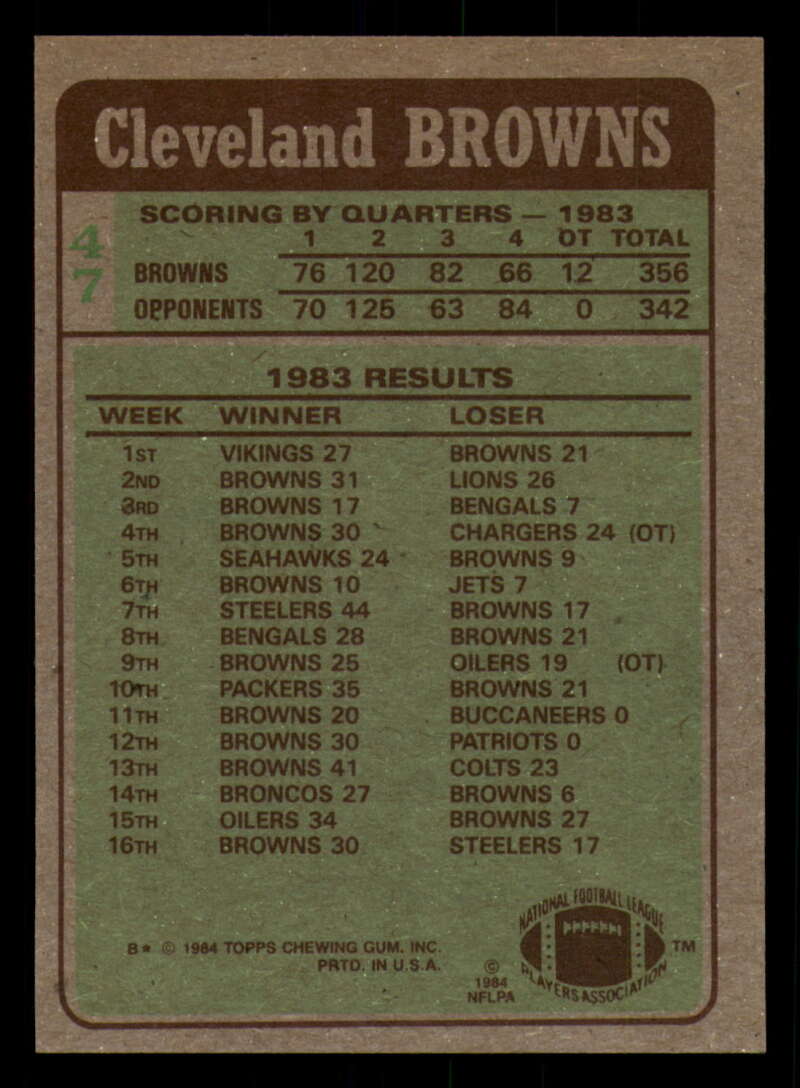 Cleveland BROWNS
47
SCORING BY QUARTERS — 1983
1 2 3 4 OT TOTAL
BROWNS 76 120 82 66 12 356
OPPONENTS 70 125 63 84 0 342
1983 RESULTS
WEEK WINNER LOSER
1ST VIKINGS 27 BROWNS 21
2ND BROWNS 31 LIONS 26
3RD BROWNS 17 BENGALS 7
4TH BROWNS 30 CHARGERS 24 (OT)
5TH SEAHAWKS 24 BROWNS 9
6TH BROWNS 10 JETS 7
7TH STEELERS 44 BROWNS 17
8TH BENGALS 28 BROWNS 21
9TH BROWNS 25 OILERS 19 (OT)
10TH PACKERS 35 BROWNS 21
11TH BROWNS 20 BUCCANEERS 0
12TH BROWNS 30 PATRIOTS 0
13TH BROWNS 41 COLTS 23
14TH BRONCOS 27 BROWNS 6
15TH OILERS 34 BROWNS 27
16TH BROWNS 30 STEELERS 17
B* © 1984 TOPPS CHEWING GUM. INC.
PRTD. IN U.S.A.
©
1984
NFLPA
NATIONAL FOOTBALL LEAGUE
PLAYERS ASSOCIATION
TM